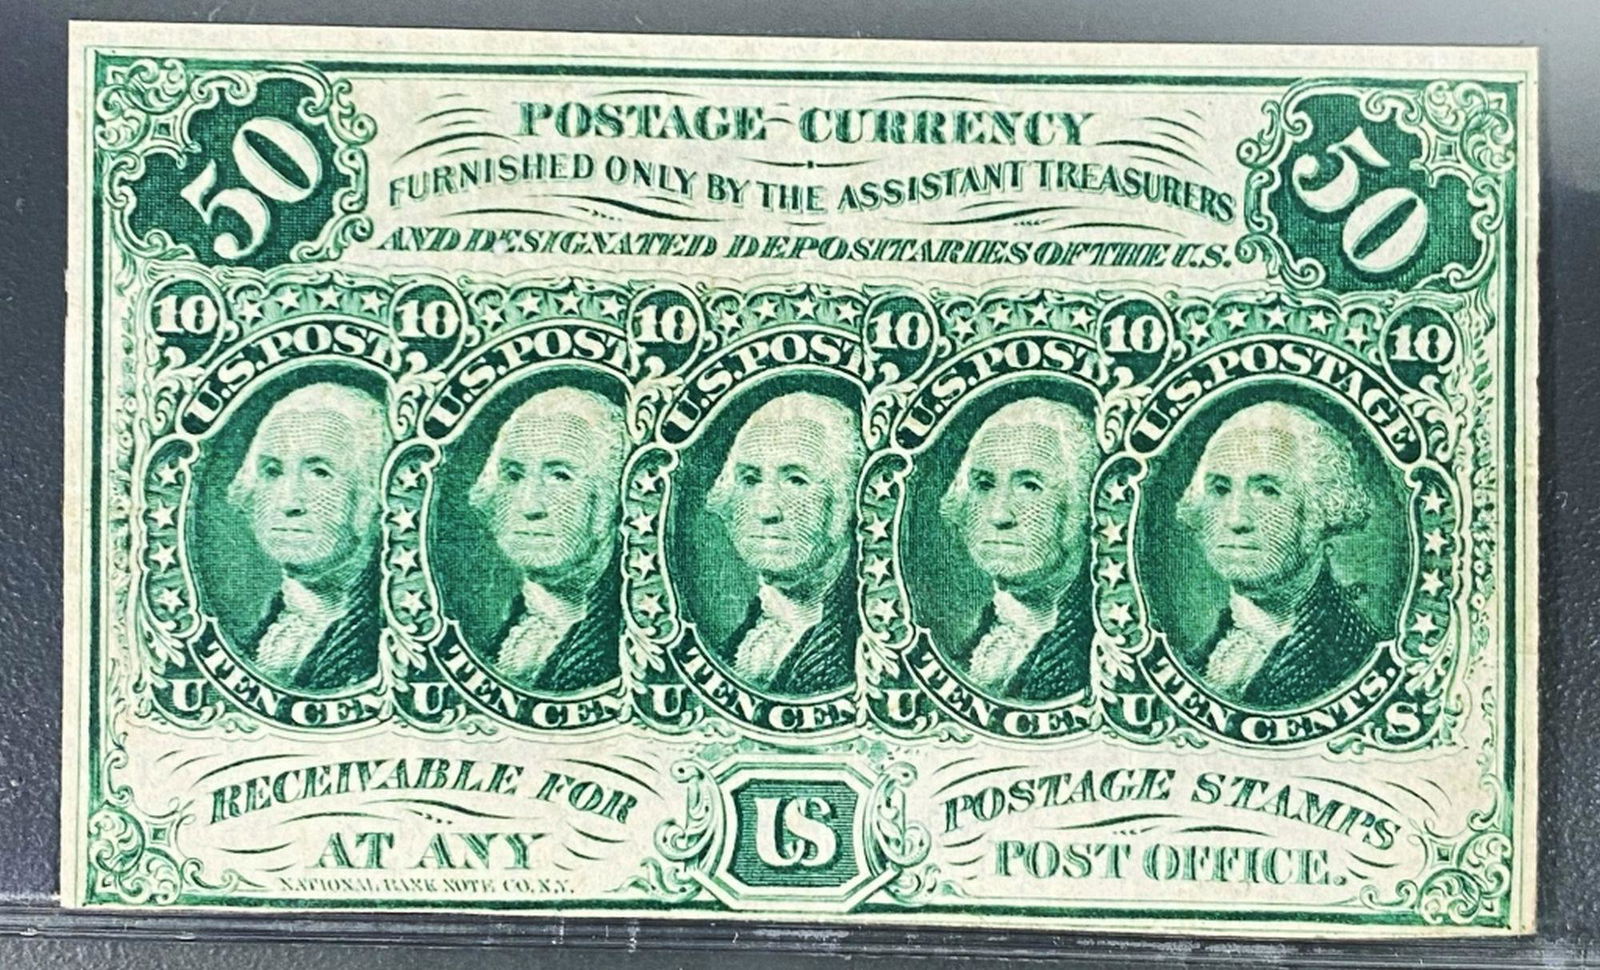 50 50
POSTAGE CURRENCY
FURNISHED ONLY BY THE ASSISTANT TREASURERS
AND DESIGNATED DEPOSITARIES OF THE U.S.
10 10 10 10 10 10
U.S. POST U.S. POST U.S. POST U.S. POST U.S. POSTAGE
TEN CEN TEN CEN TEN CEN TEN CEN TEN CENTS.
U U U U U S
RECEIVABLE FOR POSTAGE STAMPS
US
AT ANY POST OFFICE.
NATIONAL BANK NOTE CO. N.Y.